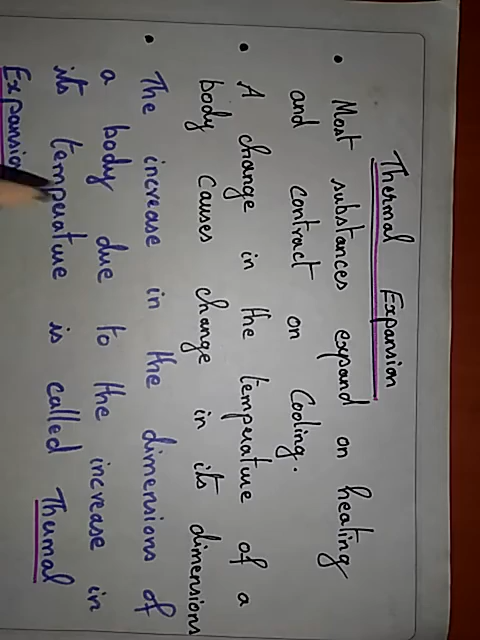 Thermal Expansion
• Most substances expand on heating
and contract on Cooling.
• A change in the temperature of a
body causes change in its dimensions
• The increase in the dimensions of
a body due to the increase in
its temperature is called Thermal
Expansion